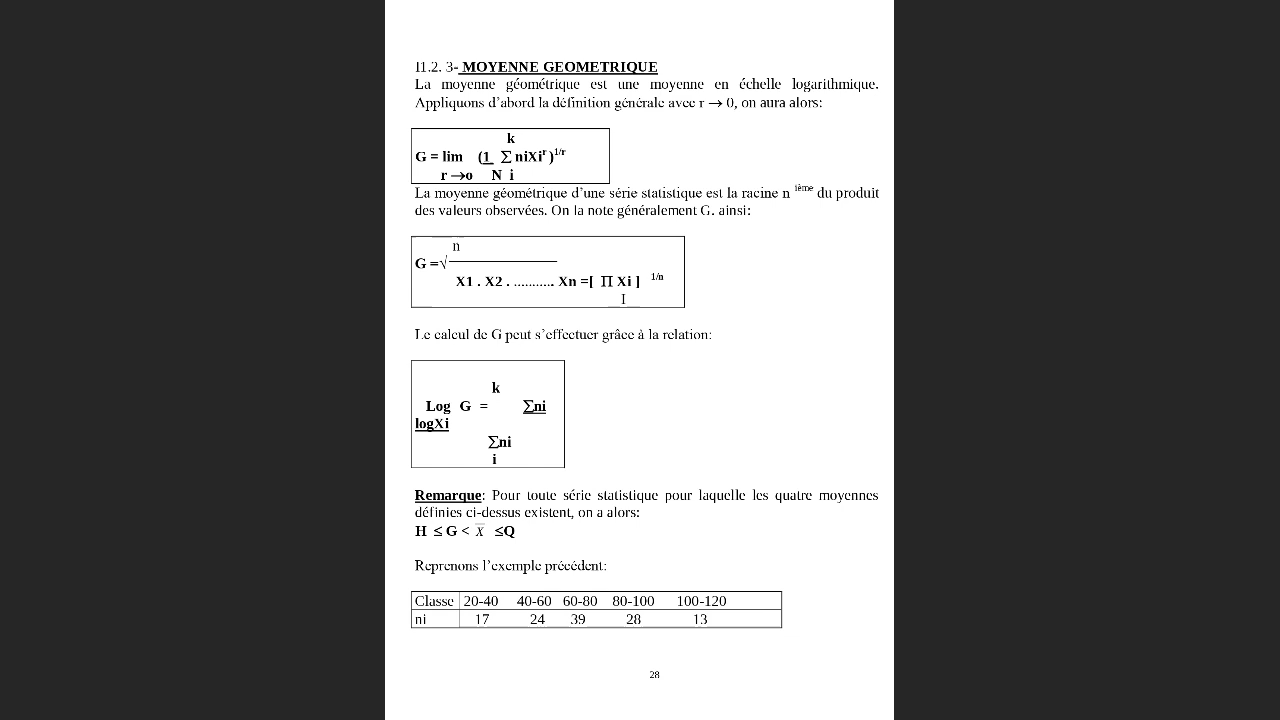 I1.2. 3- MOYENNE GEOMETRIQUE
La moyenne géométrique est une moyenne en échelle logarithmique.
Appliquons d’abord la définition générale avec r → 0, on aura alors:
k
G = lim (1 ∑ niXiʳ)1/r
r →o N i
La moyenne géométrique d’une série statistique est la racine n ième du produit
des valeurs observées. On la note généralement G. ainsi:
n
G =√
X1 . X2 . ........... Xn =[ ∏ Xi ] 1/n
I
Le calcul de G peut s’effectuer grâce à la relation:
k
Log G = ∑ni
logXi
∑ni
i
Remarque: Pour toute série statistique pour laquelle les quatre moyennes
définies ci-dessus existent, on a alors:
H ≤ G < X̅ ≤Q
Reprenons l’exemple précédent:
Classe 20-40 40-60 60-80 80-100 100-120
ni 17 24 39 28 13
28